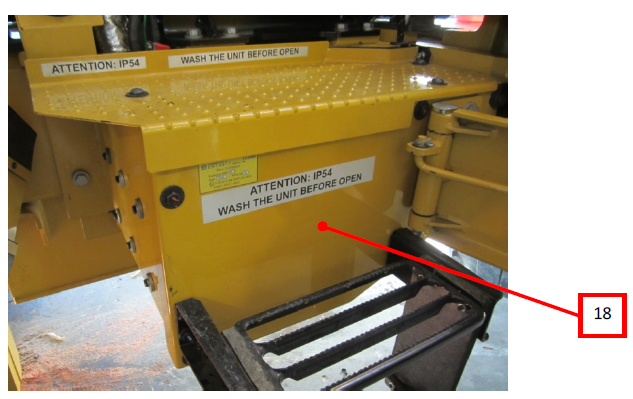 ATTENTION: IP54
WASH THE UNIT BEFORE OPEN
ATTENTION: IP54
WASH THE UNIT BEFORE OPEN
18